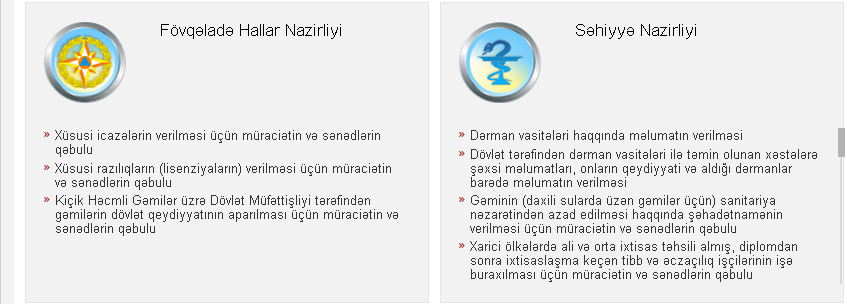 Fövqəladə Hallar Nazirliyi
» Xüsusi icazələrin verilməsi üçün müraciətin və sənədlərin
qəbulu
» Xüsusi razılıqların (lisenziyaların) verilməsi üçün müraciətin
və sənədlərin qəbulu
» Kiçik Həcmli Gəmilər üzrə Dövlət Müfəttişliyi tərəfindən
gəmilərin dövlət qeydiyyatının aparılması üçün müraciətin və
sənədlərin qəbulu
Səhiyyə Nazirliyi
» Dərman vasitələri haqqında məlumatın verilməsi
» Dövlət tərəfindən dərman vasitələri ilə təmin olunan xəstələrə
şəxsi məlumatları, onların qeydiyyati və aldığı dərmanlar
barədə məlumatın verilməsi
» Gəminin (daxili sularda üzən gəmilər üçün) sanitariya
nəzarətindən azad edilməsi haqqında şəhadətnamənin
verilməsi üçün müraciətin və sənədlərin qəbulu
» Xarici ölkələrdə ali və orta ixtisas təhsili almış, diplomdan
sonra ixtisaslaşma keçən tibb və əczaçılıq işçilərinin işə
buraxılması üçün müraciətin və sənədlərin qəbulu